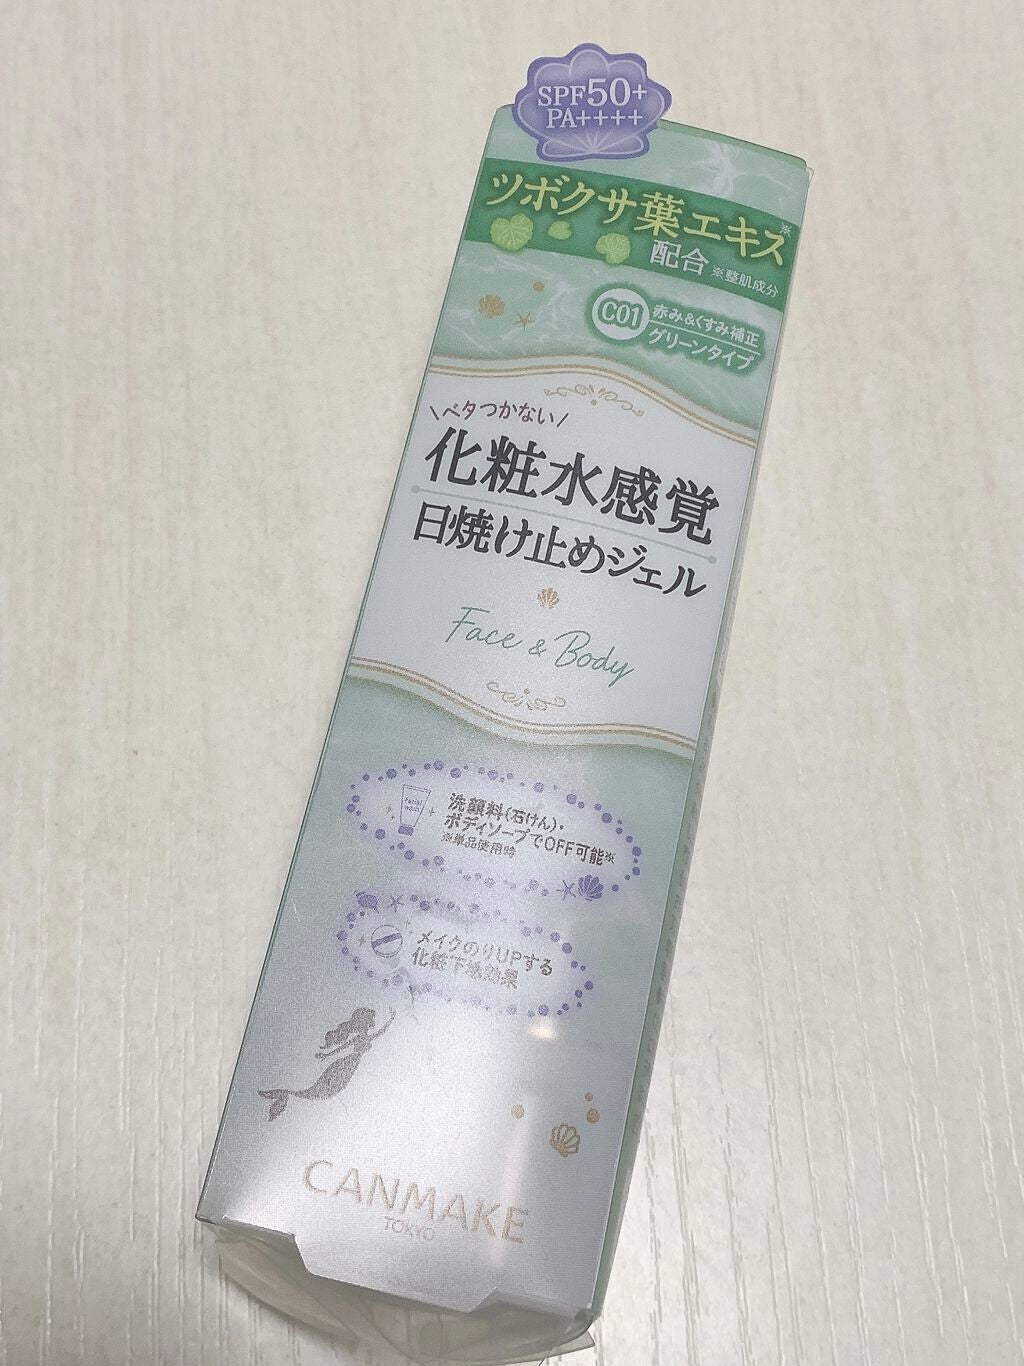 SPF50+
PA++++
ツボクサ葉エキス※
配合 ※整肌成分
C01 赤み&くすみ補正
グリーンタイプ
\ベタつかない/
化粧水感覚
日焼け止めジェル
Face & Body
facial
wash
洗顔料(石けん)・
ボディソープでOFF可能※
※単品使用時
メイクのりUPする
化粧下地効果
CANMAKE
TOKYO